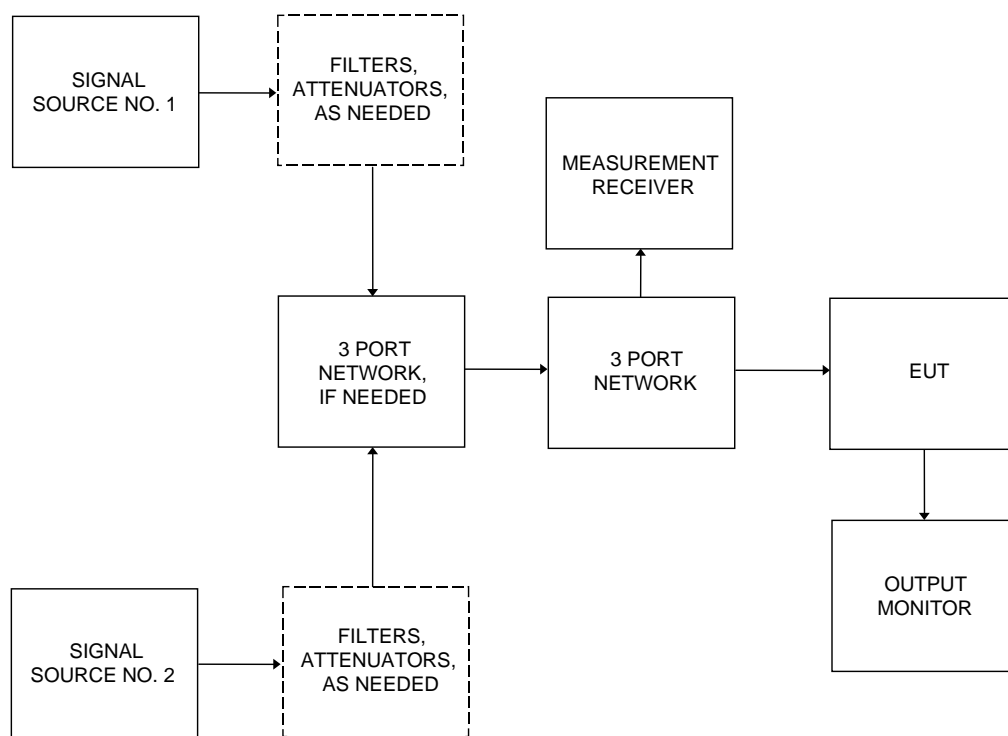 SIGNAL
SOURCE NO. 1
FILTERS,
ATTENUATORS,
AS NEEDED
MEASUREMENT
RECEIVER
3 PORT
NETWORK,
IF NEEDED
3 PORT
NETWORK
EUT
OUTPUT
MONITOR
SIGNAL
SOURCE NO. 2
FILTERS,
ATTENUATORS,
AS NEEDED